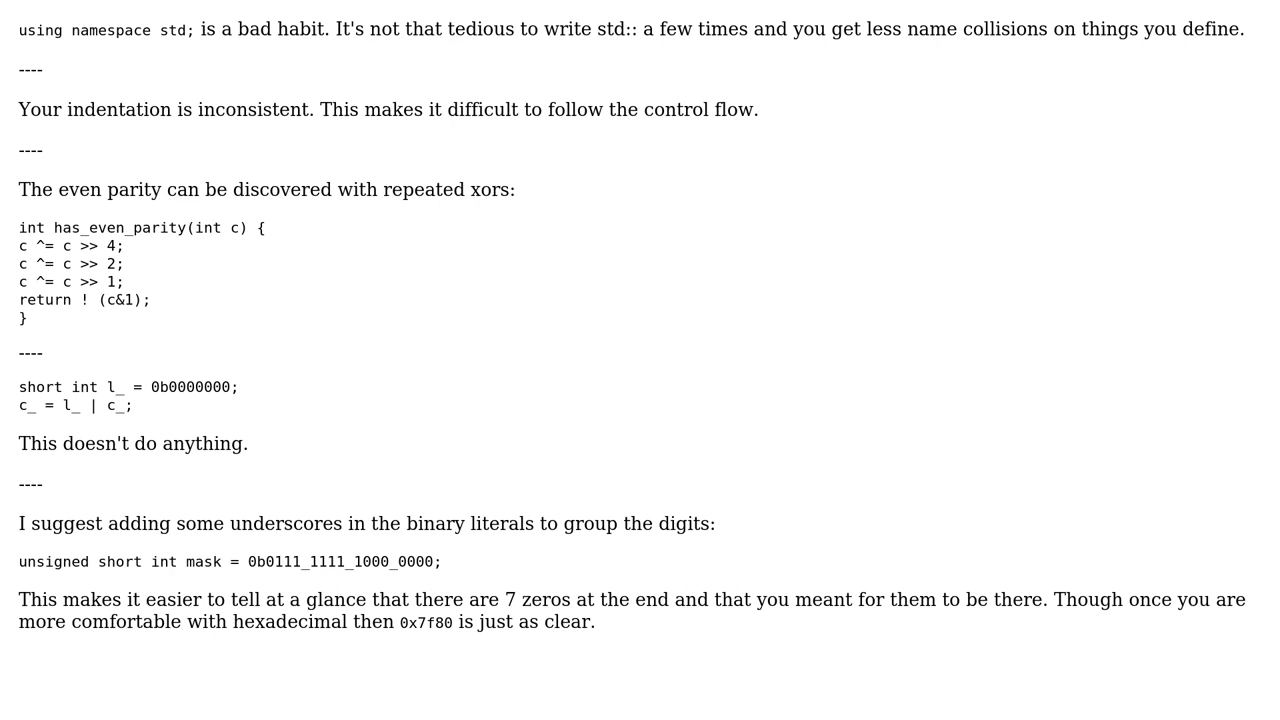 using namespace std; is a bad habit. It's not that tedious to write std:: a few times and you get less name collisions on things you define.
----
Your indentation is inconsistent. This makes it difficult to follow the control flow.
----
The even parity can be discovered with repeated xors:
int has_even_parity(int c) {
c ^= c >> 4;
c ^= c >> 2;
c ^= c >> 1;
return ! (c&1);
}
----
short int l_ = 0b0000000;
c_ = l_ | c_;
This doesn't do anything.
----
I suggest adding some underscores in the binary literals to group the digits:
unsigned short int mask = 0b0111_1111_1000_0000;
This makes it easier to tell at a glance that there are 7 zeros at the end and that you meant for them to be there. Though once you are
more comfortable with hexadecimal then 0x7f80 is just as clear.